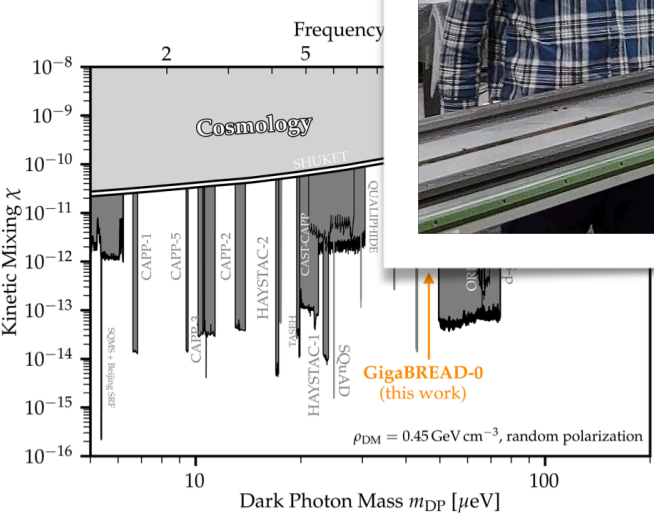 Frequency
2 5
10⁻⁸
10⁻⁹
10⁻¹⁰
10⁻¹¹
10⁻¹²
10⁻¹³
10⁻¹⁴
10⁻¹⁵
10⁻¹⁶
Kinetic Mixing χ
Cosmology
SHUKET
SQMS + Beijing SRF
CAPP-1
CAPP-5
CAPP-3
CAPP-2
HAYSTAC-2
TASEH
CAST-CAPP
HAYSTAC-1
SQuAD
QUALIPHIDE
GigaBREAD-0
(this work)
ρDM = 0.45 GeV cm⁻³, random polarization
10 100
Dark Photon Mass mDP [μeV]